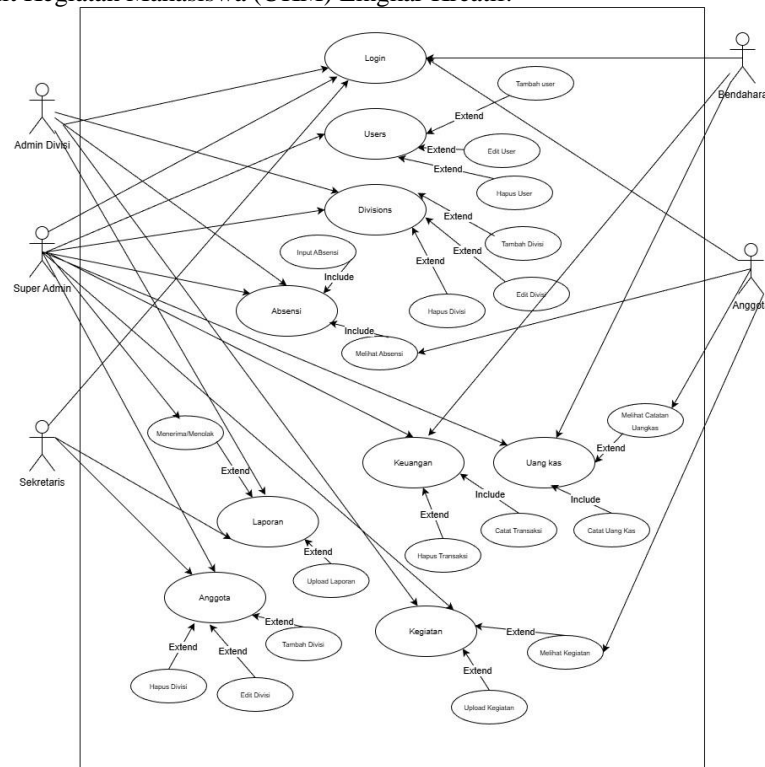 Login
Tambah user
Bendahara
Extend
Users
Admin Divisi
Extend
Edit User
Extend
Hapus User
Divisions
Extend
Tambah Divisi
Input ABsensi
Extend
Extend
Super Admin
Include
Edit Divisi
Anggot
Absensi
Hapus Divisi
Include
Melihat Absensi
Melihat Catatan
Uangkas
Menerima/Menolak
Extend
Keuangan
Uang kas
Extend
Sekretaris
Include
Include
Extend
Laporan
Catat Transaksi
Catat Uang Kas
Extend
Hapus Transaksi
Upload Laporan
Anggota
Extend
Kegiatan
Extend
Tambah Divisi
Extend
Extend
Melihat Kegiatan
Extend
Hapus Divisi
Edit Divisi
Upload Kegiatan